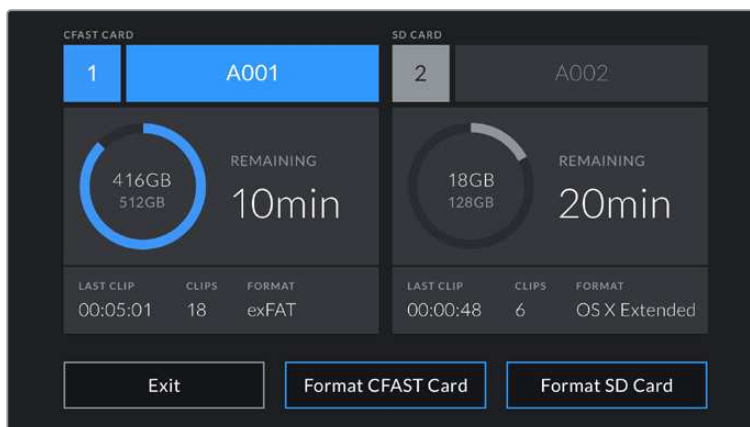 CFAST CARD
1
A001
416GB
512GB
REMAINING
10min
LAST CLIP
CLIPS
FORMAT
00:05:01
18
exFAT
SD CARD
2
A002
18GB
128GB
REMAINING
20min
LAST CLIP
CLIPS
FORMAT
00:00:48
6
OS X Extended
Exit
Format CFAST Card
Format SD Card